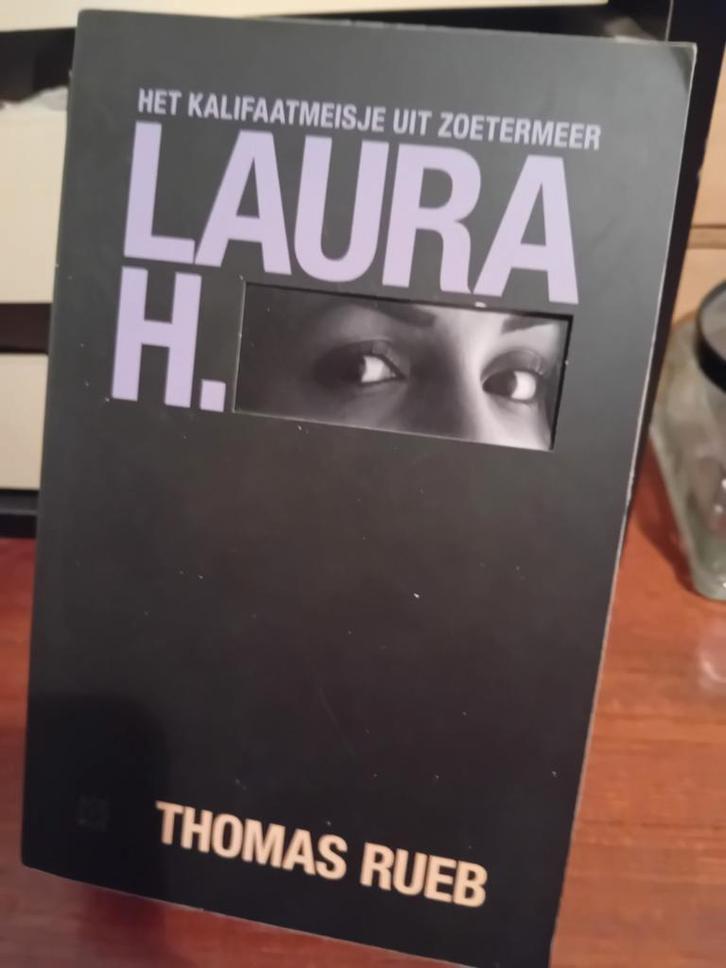 HET KALIFAATMEISJE UIT ZOETERMEER
LAURA
H.
THOMAS RUEB